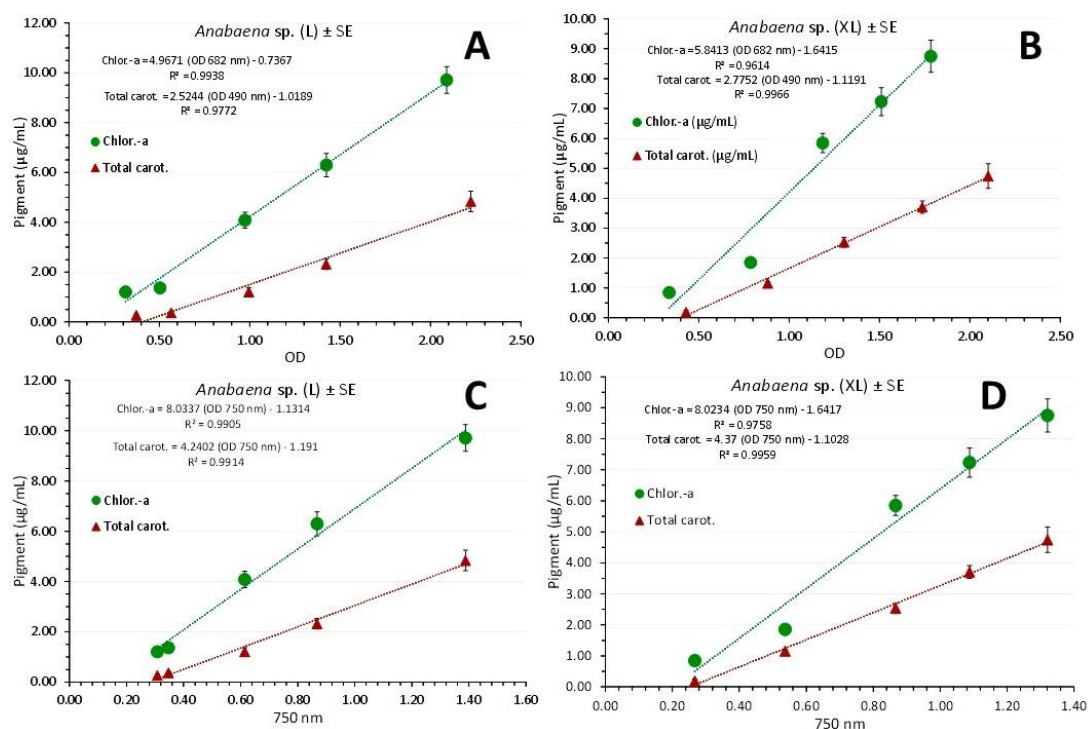 Anabaena sp. (L) ± SE
A
Chlor.-a = 4.9671 (OD 682 nm) - 0.7367
R² = 0.9938
Total carot. = 2.5244 (OD 490 nm) - 1.0189
R² = 0.9772
Chlor.-a
Total carot.
Pigment (µg/mL)
12.00
10.00
8.00
6.00
4.00
2.00
0.00
0.00 0.50 1.00 1.50 2.00 2.50
OD
Anabaena sp. (XL) ± SE
B
Chlor.-a = 5.8413 (OD 682 nm) - 1.6415
R² = 0.9614
Total carot. = 2.7752 (OD 490 nm) - 1.1191
R² = 0.9966
Chlor.-a (µg/mL)
Total carot. (µg/mL)
Pigment (µg/mL)
10.00
9.00
8.00
7.00
6.00
5.00
4.00
3.00
2.00
1.00
0.00
0.00 0.50 1.00 1.50 2.00 2.50
OD
Anabaena sp. (L) ± SE
C
Chlor.-a = 8.0337 (OD 750 nm) - 1.1314
R² = 0.9905
Total carot. = 4.2402 (OD 750 nm) - 1.191
R² = 0.9914
Chlor.-a
Total carot.
Pigment (µg/mL)
12.00
10.00
8.00
6.00
4.00
2.00
0.00
0.00 0.20 0.40 0.60 0.80 1.00 1.20 1.40 1.60
750 nm
Anabaena sp. (XL) ± SE
D
Chlor.-a = 8.0234 (OD 750 nm) - 1.6417
R² = 0.9758
Total carot. = 4.37 (OD 750 nm) - 1.1028
R² = 0.9959
Chlor.-a
Total carot.
Pigment (µg/mL)
10.00
9.00
8.00
7.00
6.00
5.00
4.00
3.00
2.00
1.00
0.00
0.00 0.20 0.40 0.60 0.80 1.00 1.20 1.40
750 nm